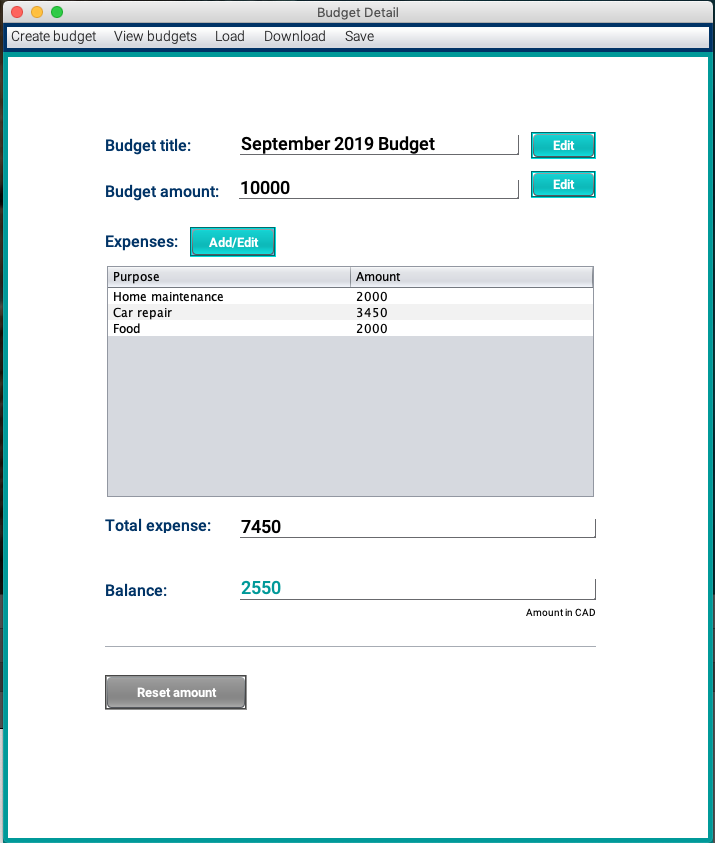 Budget Detail
Create budget View budgets Load Download Save
Budget title: September 2019 Budget Edit
Budget amount: 10000 Edit
Expenses: Add/Edit
Purpose Amount
Home maintenance 2000
Car repair 3450
Food 2000
Total expense: 7450
Balance: 2550
Amount in CAD
Reset amount